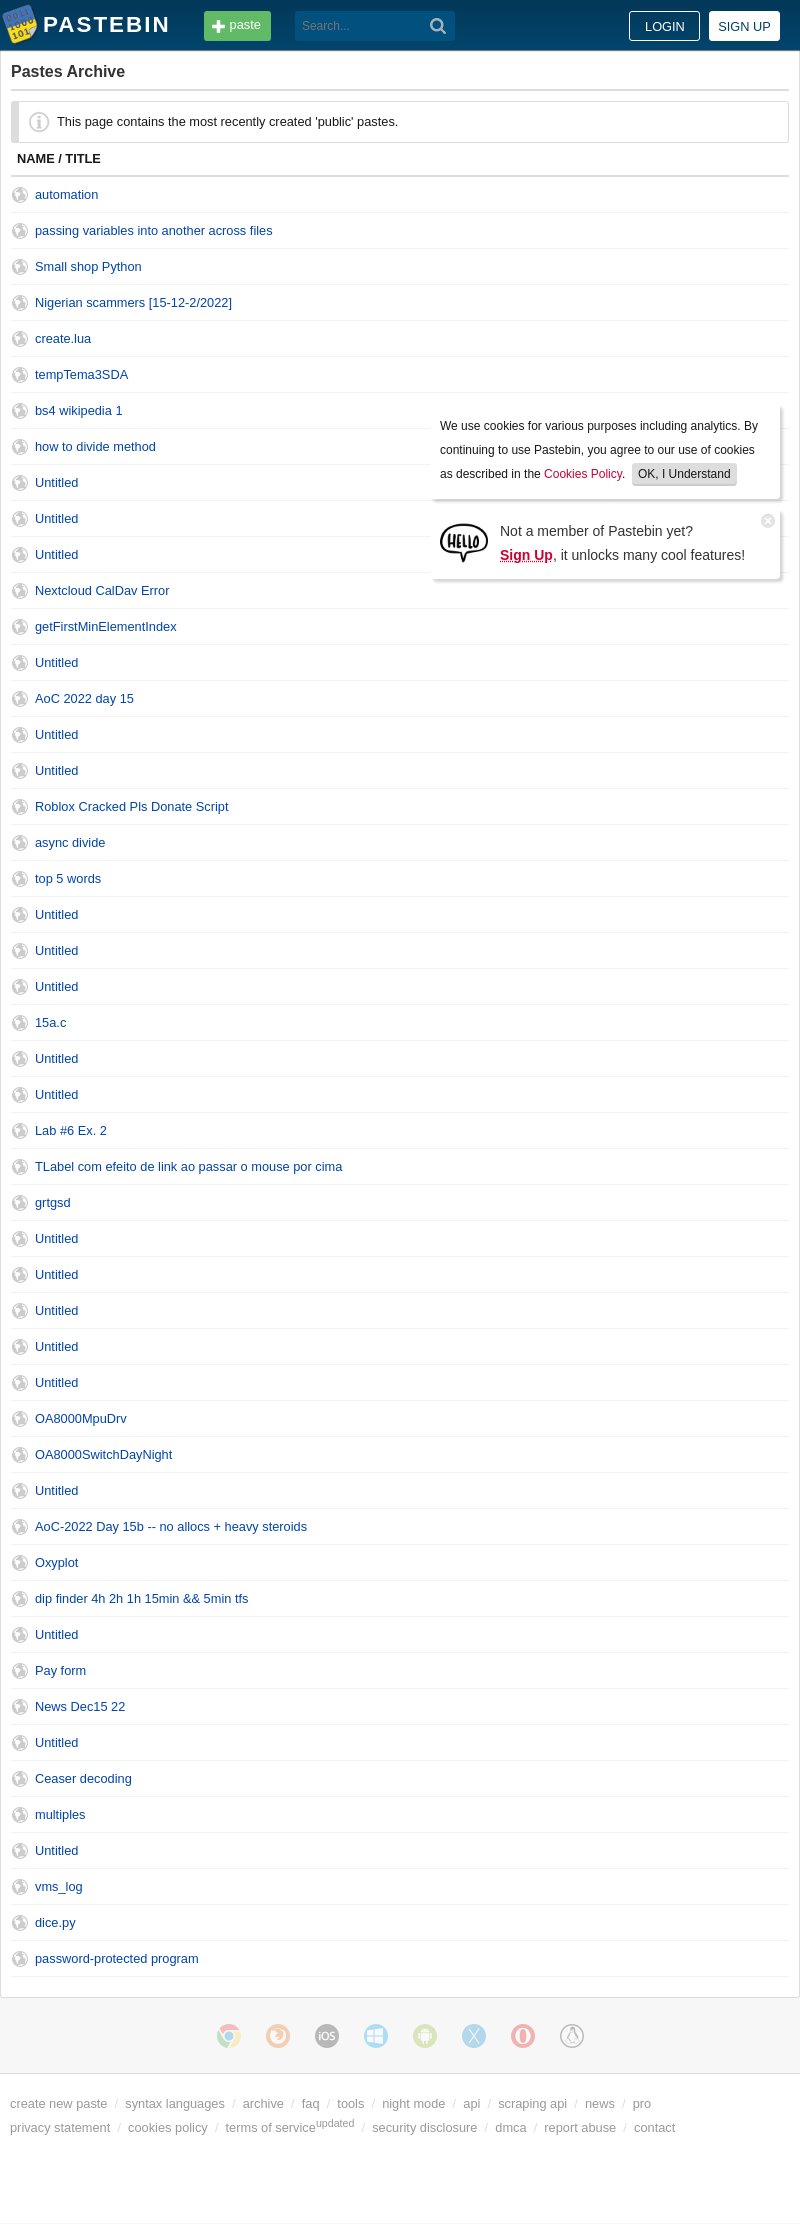 PASTEBIN
paste
Search...
LOGIN
SIGN UP
Pastes Archive
This page contains the most recently created 'public' pastes.
NAME / TITLE
automation
passing variables into another across files
Small shop Python
Nigerian scammers [15-12-2/2022]
create.lua
tempTema3SDA
bs4 wikipedia 1
how to divide method
Untitled
Untitled
Untitled
We use cookies for various purposes including analytics. By
continuing to use Pastebin, you agree to our use of cookies
as described in the Cookies Policy. OK, I Understand
HELLO
Not a member of Pastebin yet?
Sign Up, it unlocks many cool features!
Nextcloud CalDav Error
getFirstMinElementIndex
Untitled
AoC 2022 day 15
Untitled
Untitled
Roblox Cracked Pls Donate Script
async divide
top 5 words
Untitled
Untitled
Untitled
15a.c
Untitled
Untitled
Lab #6 Ex. 2
TLabel com efeito de link ao passar o mouse por cima
grtgsd
Untitled
Untitled
Untitled
Untitled
Untitled
OA8000MpuDrv
OA8000SwitchDayNight
Untitled
AoC-2022 Day 15b -- no allocs + heavy steroids
Oxyplot
dip finder 4h 2h 1h 15min && 5min tfs
Untitled
Pay form
News Dec15 22
Untitled
Ceaser decoding
multiples
Untitled
vms_log
dice.py
password-protected program
iOS
create new paste / syntax languages / archive / faq / tools / night mode / api / scraping api / news / pro
privacy statement / cookies policy / terms of service updated / security disclosure / dmca / report abuse / contact